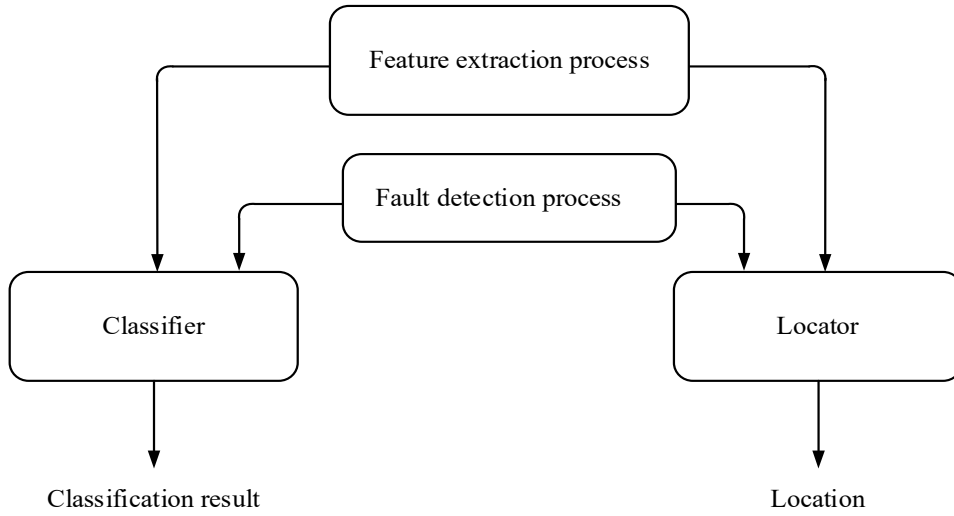 Feature extraction process
Fault detection process
Classifier
Locator
Classification result
Location